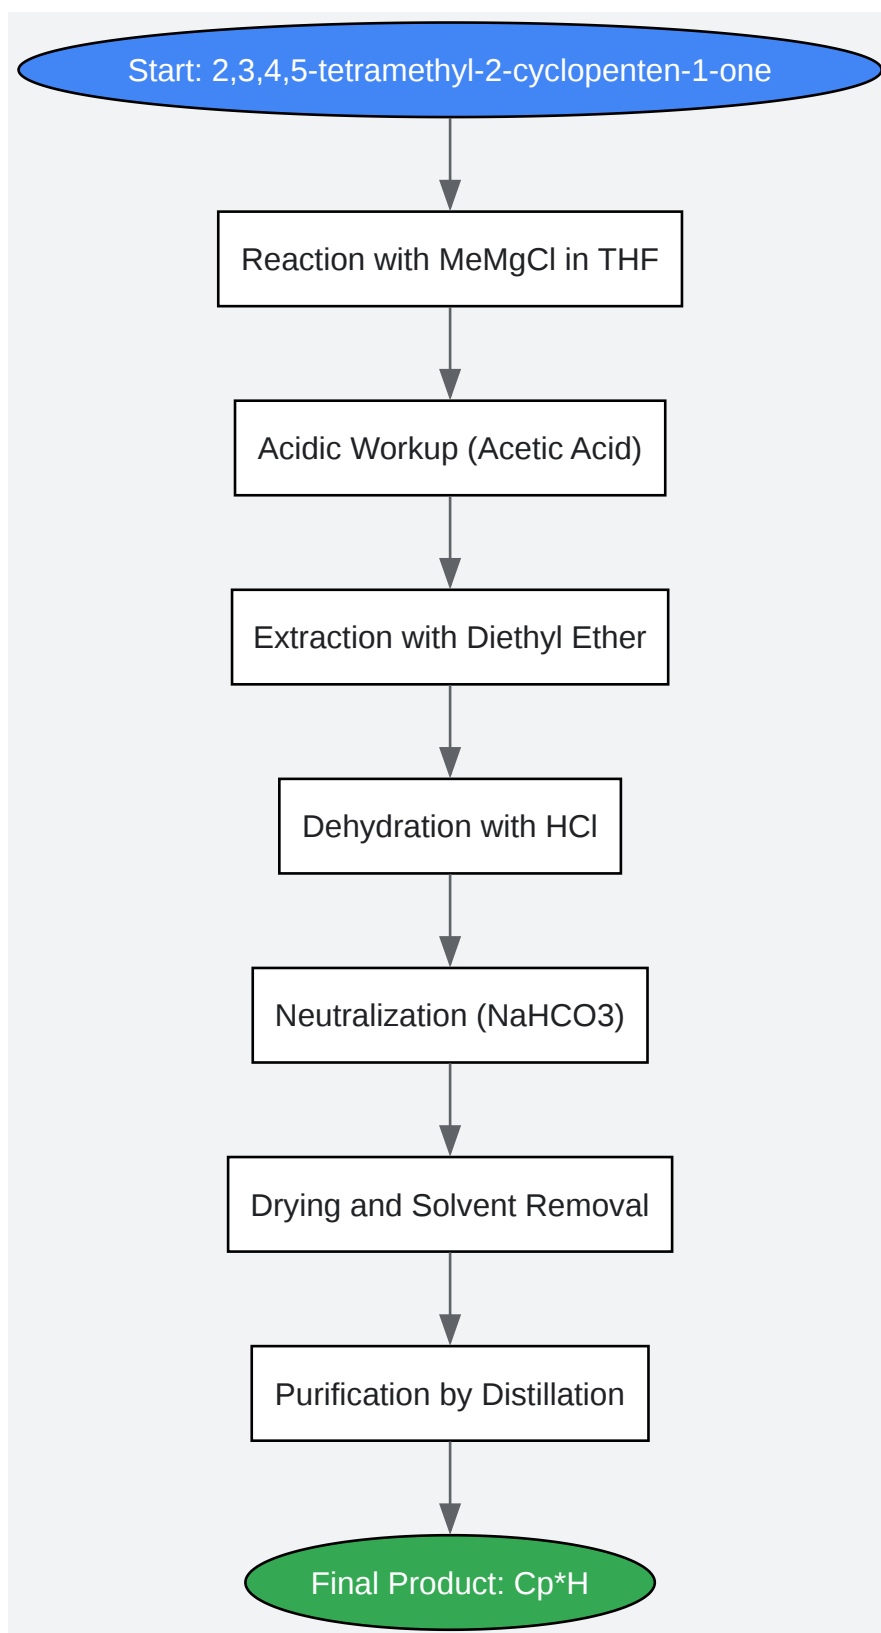 Start: 2,3,4,5-tetramethyl-2-cyclopenten-1-one
Reaction with MeMgCl in THF
Acidic Workup (Acetic Acid)
Extraction with Diethyl Ether
Dehydration with HCl
Neutralization (NaHCO3)
Drying and Solvent Removal
Purification by Distillation
Final Product: Cp*H